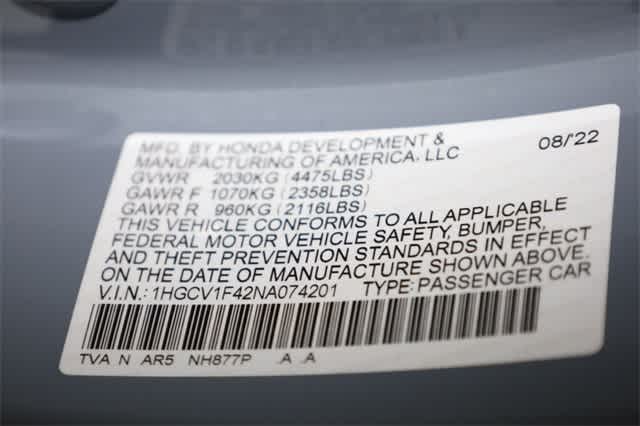 MFD. BY HONDA DEVELOPMENT &
MANUFACTURING OF AMERICA, LLC 08/'22
GVWR 2030KG (4475LBS)
GAWR F 1070KG (2358LBS)
GAWR R 960KG (2116LBS)
THIS VEHICLE CONFORMS TO ALL APPLICABLE
FEDERAL MOTOR VEHICLE SAFETY, BUMPER,
AND THEFT PREVENTION STANDARDS IN EFFECT
ON THE DATE OF MANUFACTURE SHOWN ABOVE.
V.I.N.: 1HGCV1F42NA074201 TYPE: PASSENGER CAR
TVA N AR5 NH877P .A .A